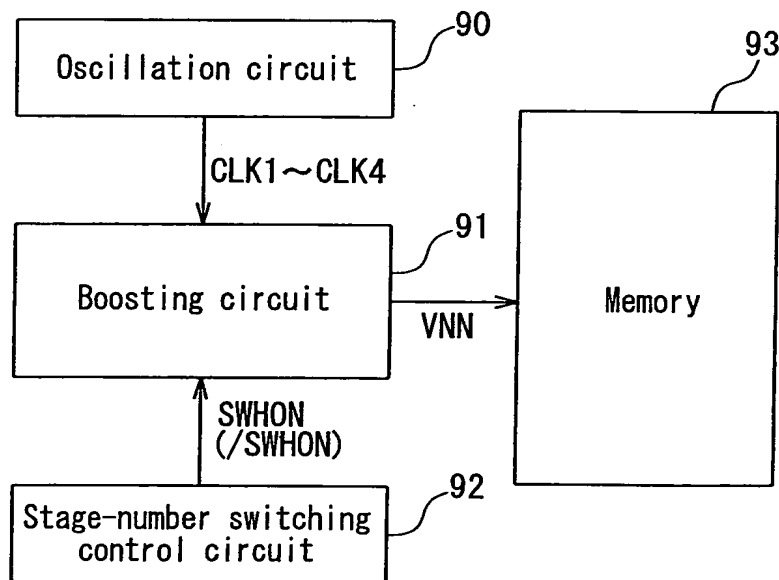 90
Oscillation circuit
93
CLK1～CLK4
91
Boosting circuit
VNN
Memory
SWHON
(/SWHON)
92
Stage-number switching
control circuit